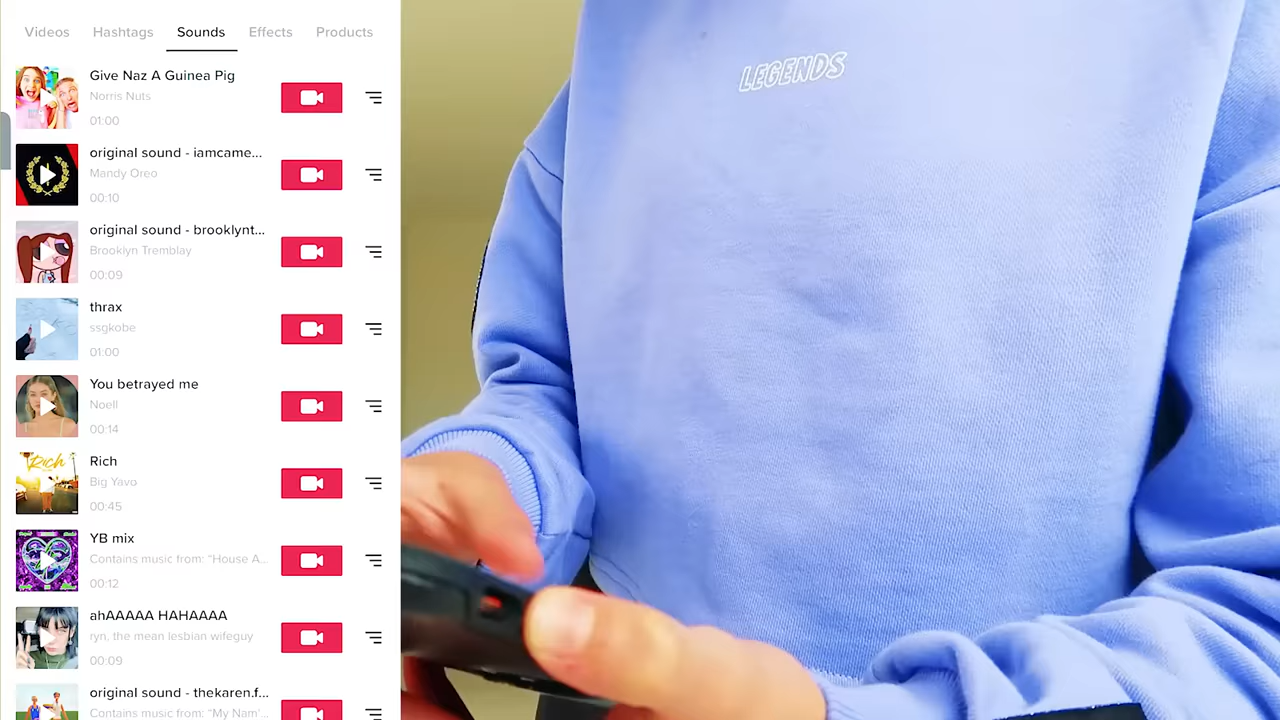 Videos Hashtags Sounds Effects Products
Give Naz A Guinea Pig
Norris Nuts
01:00
original sound - iamcame...
Mandy Oreo
00:10
original sound - brooklynt...
Brooklyn Tremblay
00:09
thrax
ssgkobe
01:00
You betrayed me
Noell
00:14
Rich
Rich
Big Yavo
00:45
YB mix
Contains music from: “House A...
00:12
ahAAAAA HAHAAAA
ryn, the mean lesbian wifeguy
00:09
original sound - thekaren.f...
Contains music from: “My Nam’...
LEGENDS